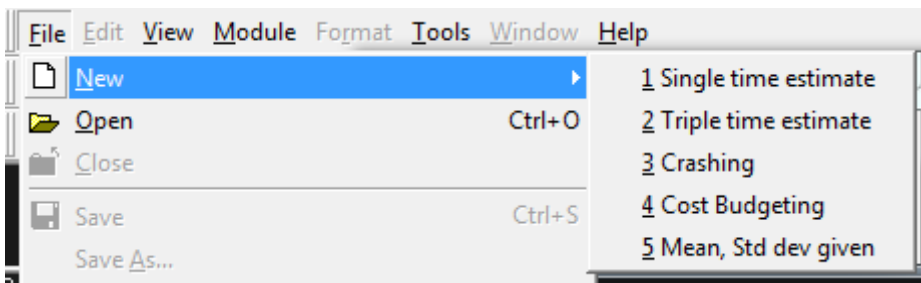 File Edit View Module Format Tools Window Help
New 1 Single time estimate
Open Ctrl+O 2 Triple time estimate
Close 3 Crashing
Save Ctrl+S 4 Cost Budgeting
Save As... 5 Mean, Std dev given